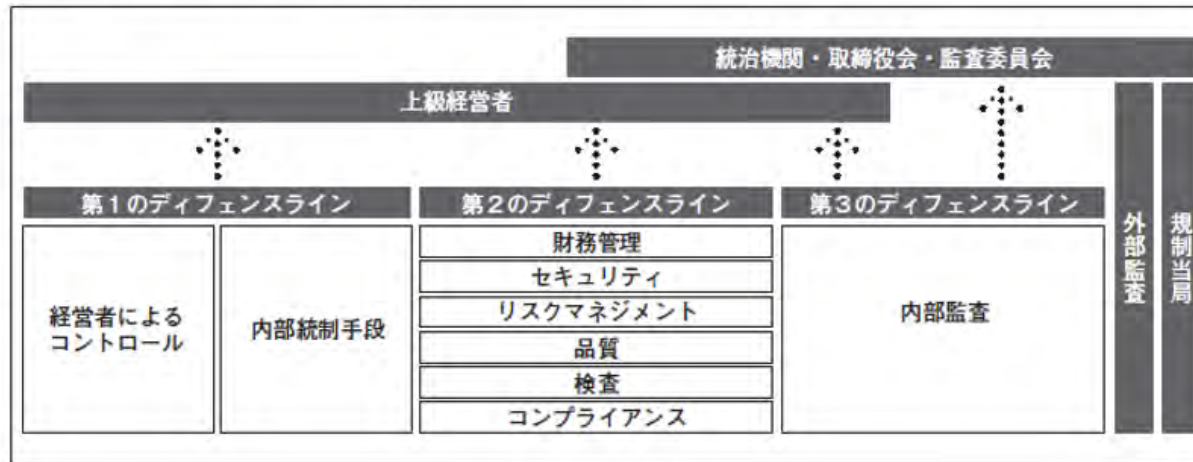 統治機関・取締役会・監査委員会
上級経営者
第1のディフェンスライン
第2のディフェンスライン
第3のディフェンスライン
経営者による
コントロール
内部統制手段
財務管理
セキュリティ
リスクマネジメント
品質
検査
コンプライアンス
内部監査
外部監査
規制当局